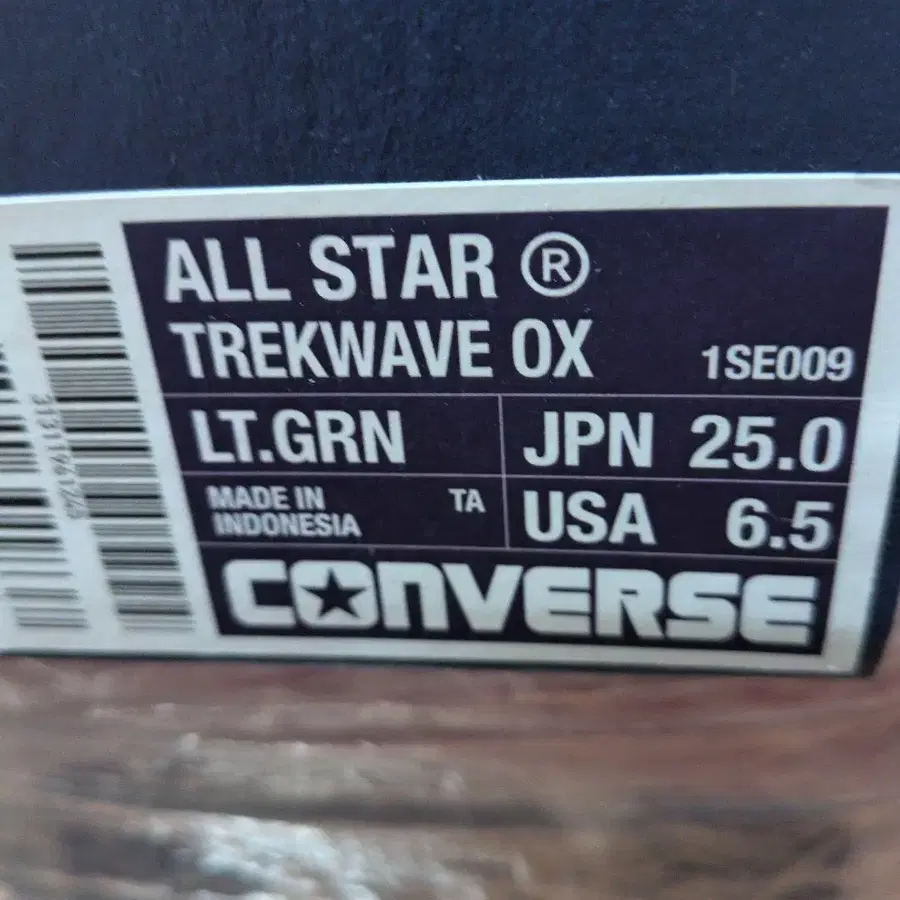 ALL STAR ®
TREKWAVE OX 1SE009
LT.GRN
JPN 25.0
MADE IN
INDONESIA
TA
USA 6.5
CONVERSE